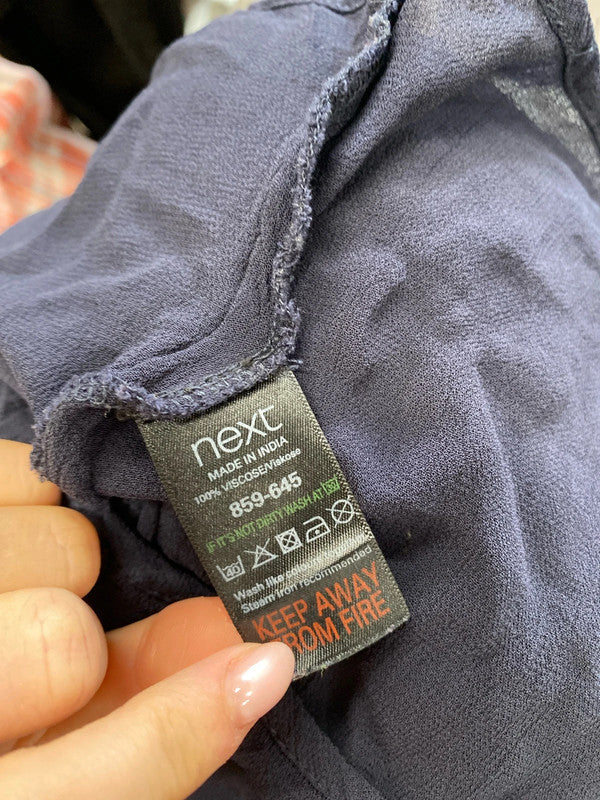 next
MADE IN INDIA
100% VISCOSE/Viskose
859-645
IF IT'S NOT DIRTY WASH AT 30
40
Wash like
Steam iron recommended
KEEP AWAY
FROM FIRE